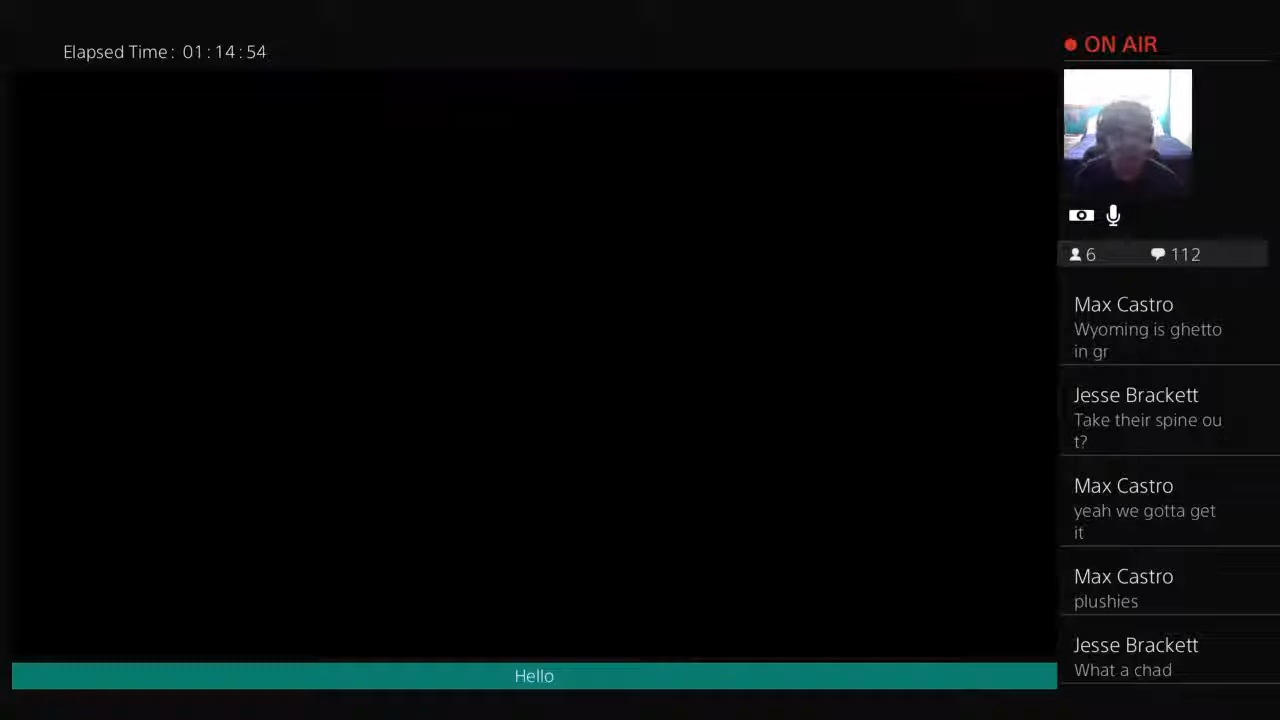 Elapsed Time: 01:14:54
ON AIR
6 112
Max Castro
Wyoming is ghetto
in gr
Jesse Brackett
Take their spine ou
t?
Max Castro
yeah we gotta get
it
Max Castro
plushies
Jesse Brackett
What a chad
Hello